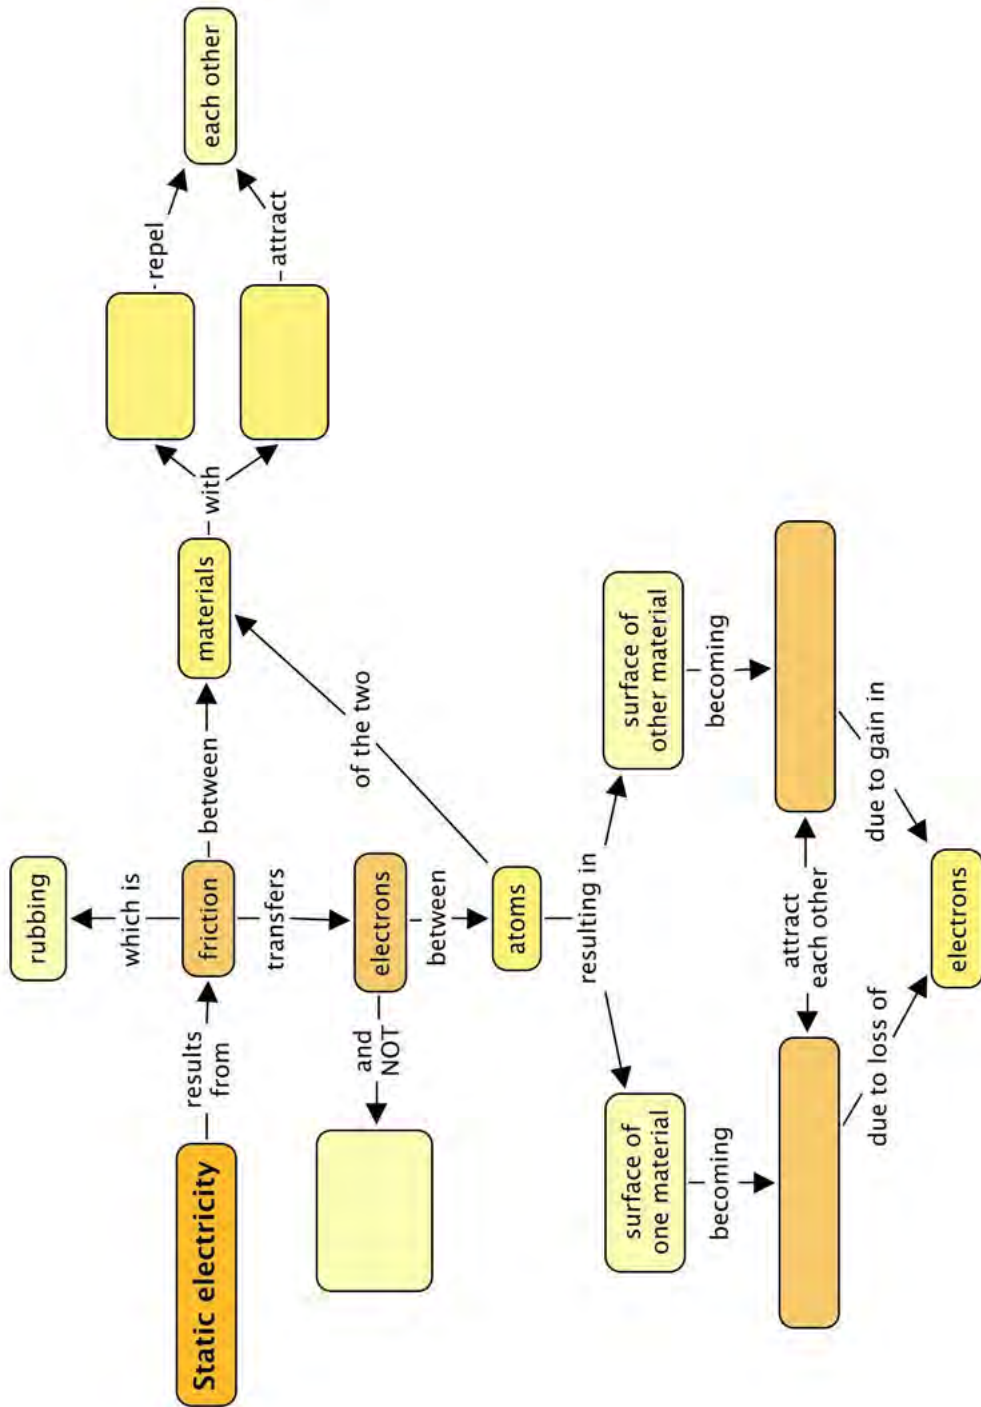 Static electricity
results
from
friction
which is
rubbing
between
materials
with
repel
attract
each other
transfers
electrons
and
NOT
between
atoms
of the two
resulting in
surface of
one material
becoming
surface of
other material
becoming
attract
each other
due to loss of
due to gain in
electrons